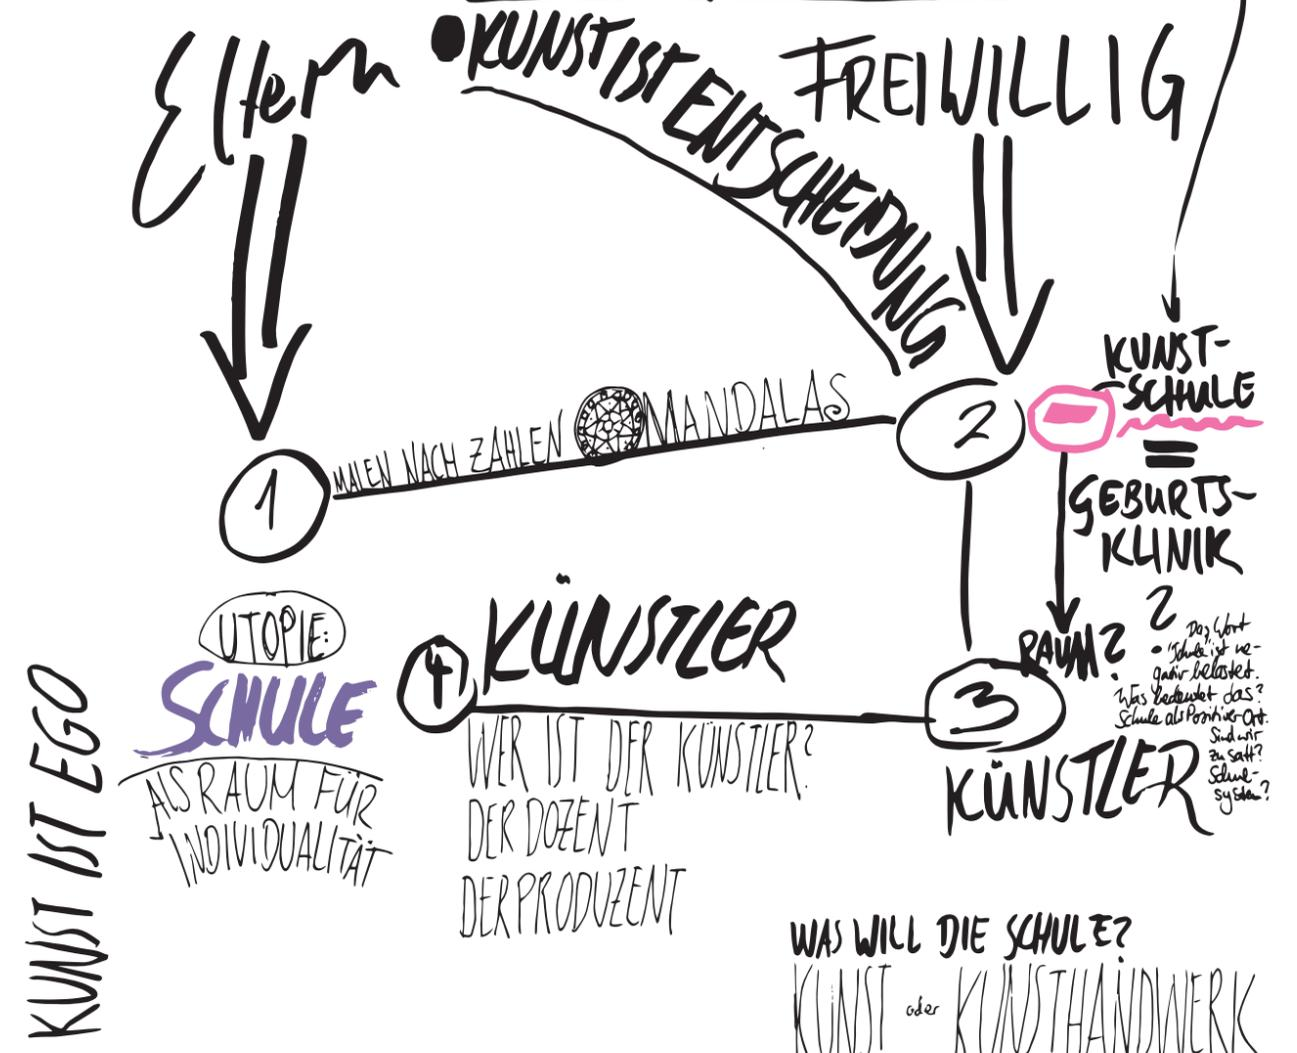 Eltern
• KUNST IST ENTSCHEIDUNG
FREIWILLIG
KUNST-
SCHULE
=
GEBURTS-
KLINIK
?
MALEN NACH ZAHLEN MANDALAS
1
2
RAUM?
• Das Wort
"Schule" ist ne-
gativ belastet.
Was bedeutet das?
Schule als Positiver Ort.
Sind wir
zu satt?
Schul-
system?
3
KÜNSTLER
4
KÜNSTLER
WER IST DER KÜNSTLER?
DER DOZENT
DER PRODUZENT
UTOPIE:
SCHULE
ALS RAUM FÜR
INDIVIDUALITÄT
KUNST IST EGO
WAS WILL DIE SCHULE?
KUNST oder KUNSTHANDWERK